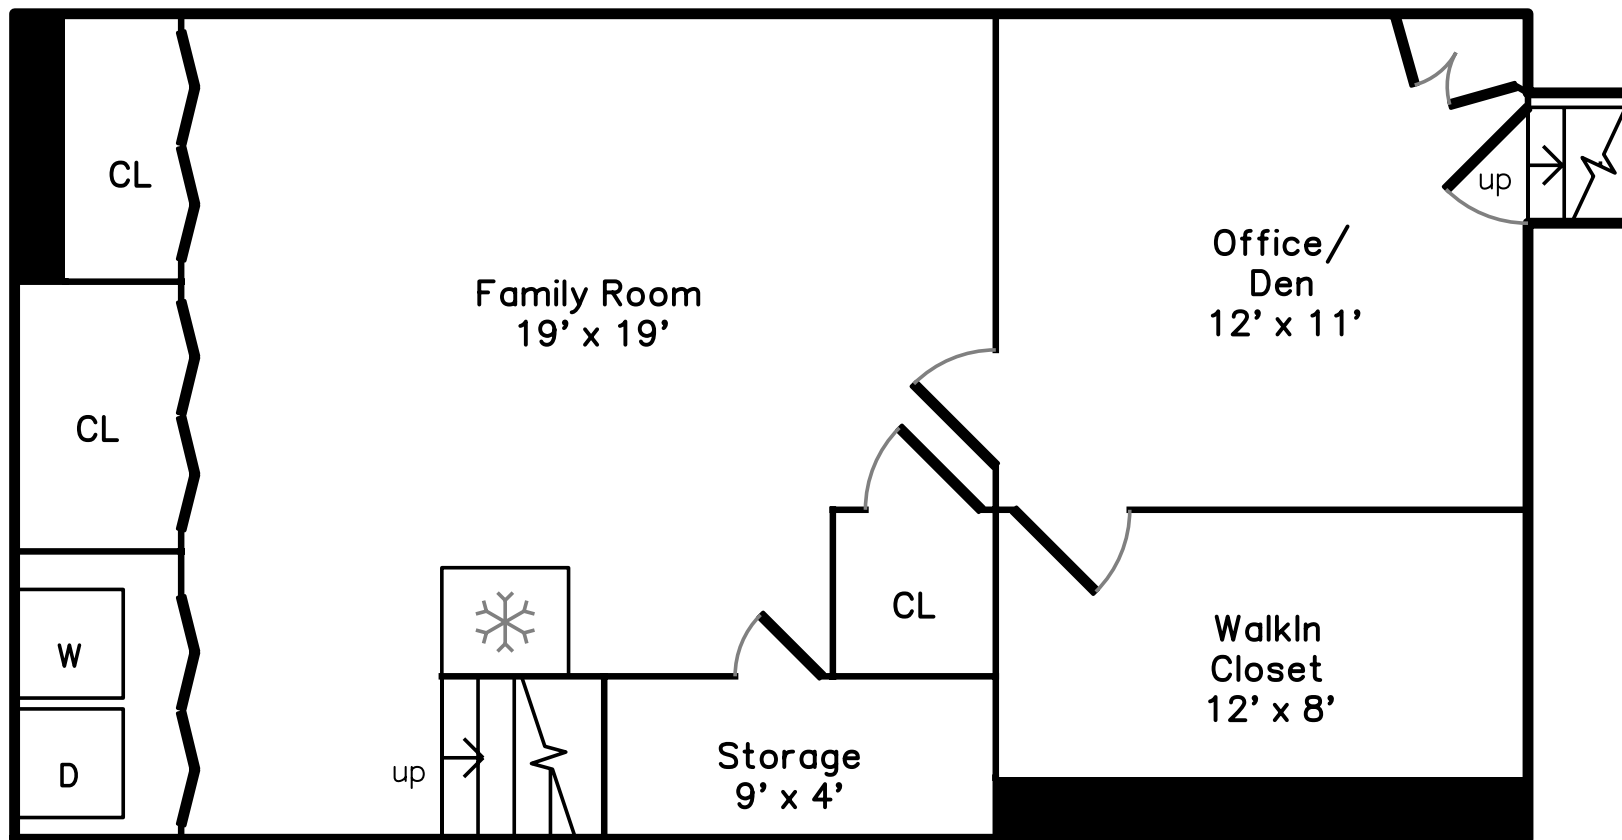 CL
up
Office/
Den
12' x 11'
Family Room
19' x 19'
CL
CL
WalkIn
Closet
12' x 8'
W
D
up
Storage
9' x 4'